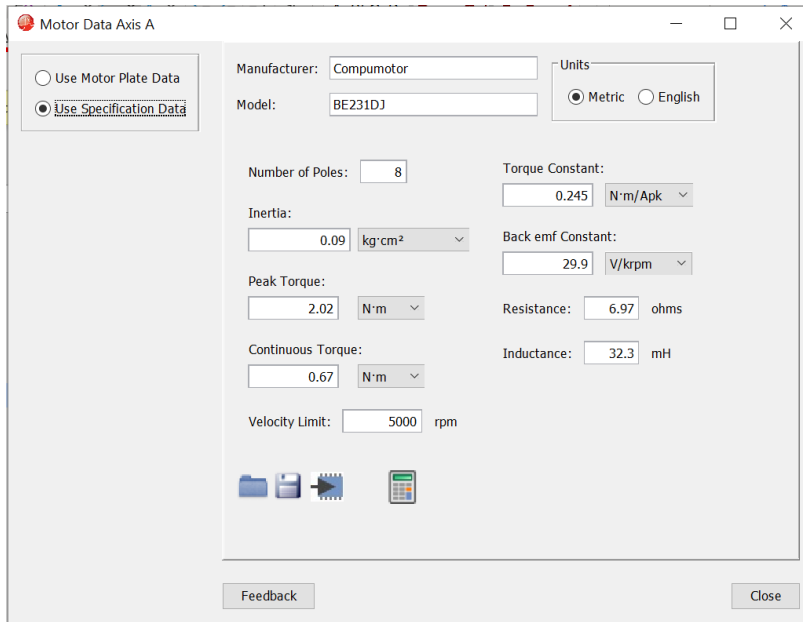 Motor Data Axis A
Use Motor Plate Data
Use Specification Data
Manufacturer: Compumotor
Model: BE231DJ
Units
Metric English
Number of Poles: 8
Inertia:
0.09 kg·cm²
Peak Torque:
2.02 N·m
Continuous Torque:
0.67 N·m
Velocity Limit: 5000 rpm
Torque Constant:
0.245 N·m/Apk
Back emf Constant:
29.9 V/krpm
Resistance: 6.97 ohms
Inductance: 32.3 mH
Feedback
Close